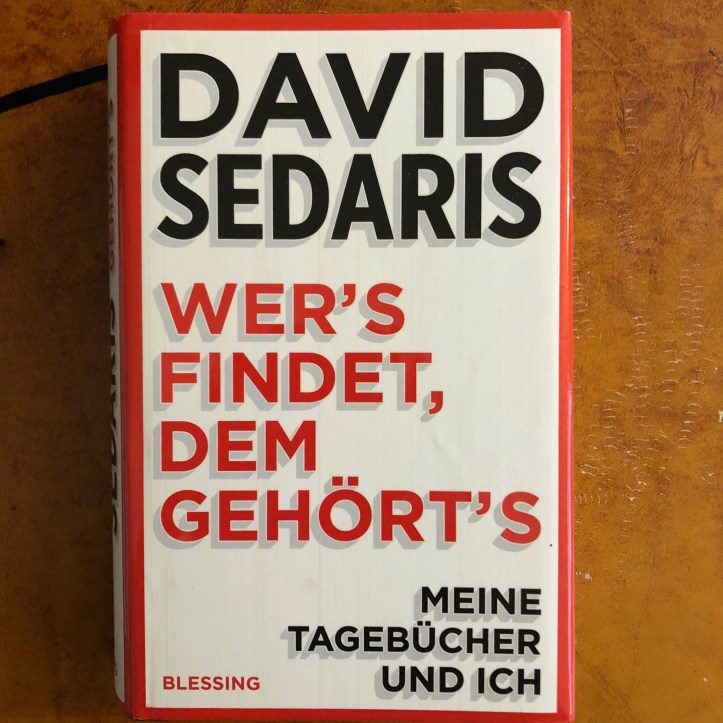 DAVID
SEDARIS
WER'S
FINDET,
DEM
GEHÖRT'S
MEINE
TAGEBÜCHER
UND ICH
BLESSING